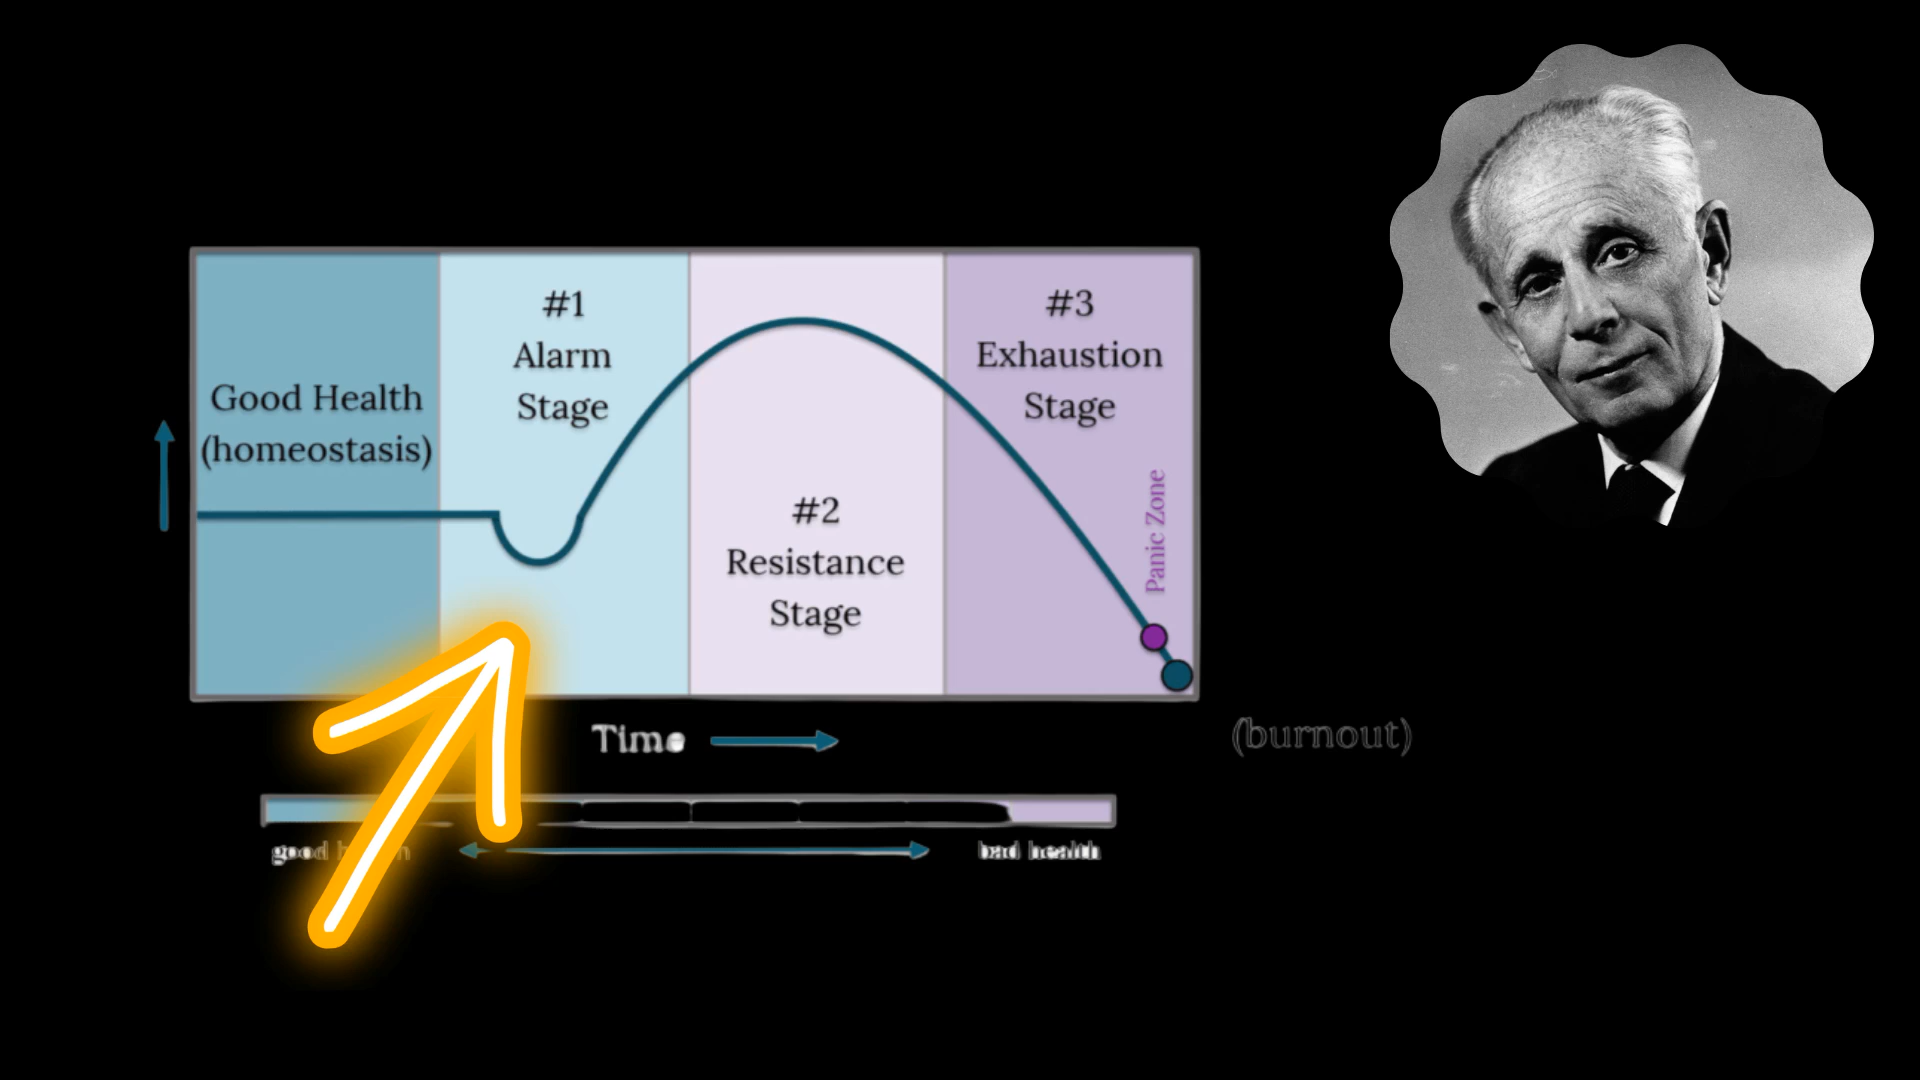 Good Health
(homeostasis)
#1
Alarm
Stage
#2
Resistance
Stage
#3
Exhaustion
Stage
Panic Zone
Time
(burnout)
good
bad health